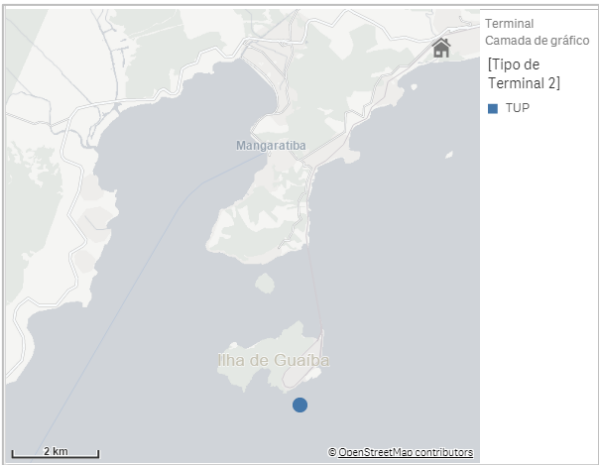 Terminal
Camada de gráfico
[Tipo de
Terminal 2]
TUP
Mangaratiba
Ilha de Guaíba
2 km
© OpenStreetMap contributors